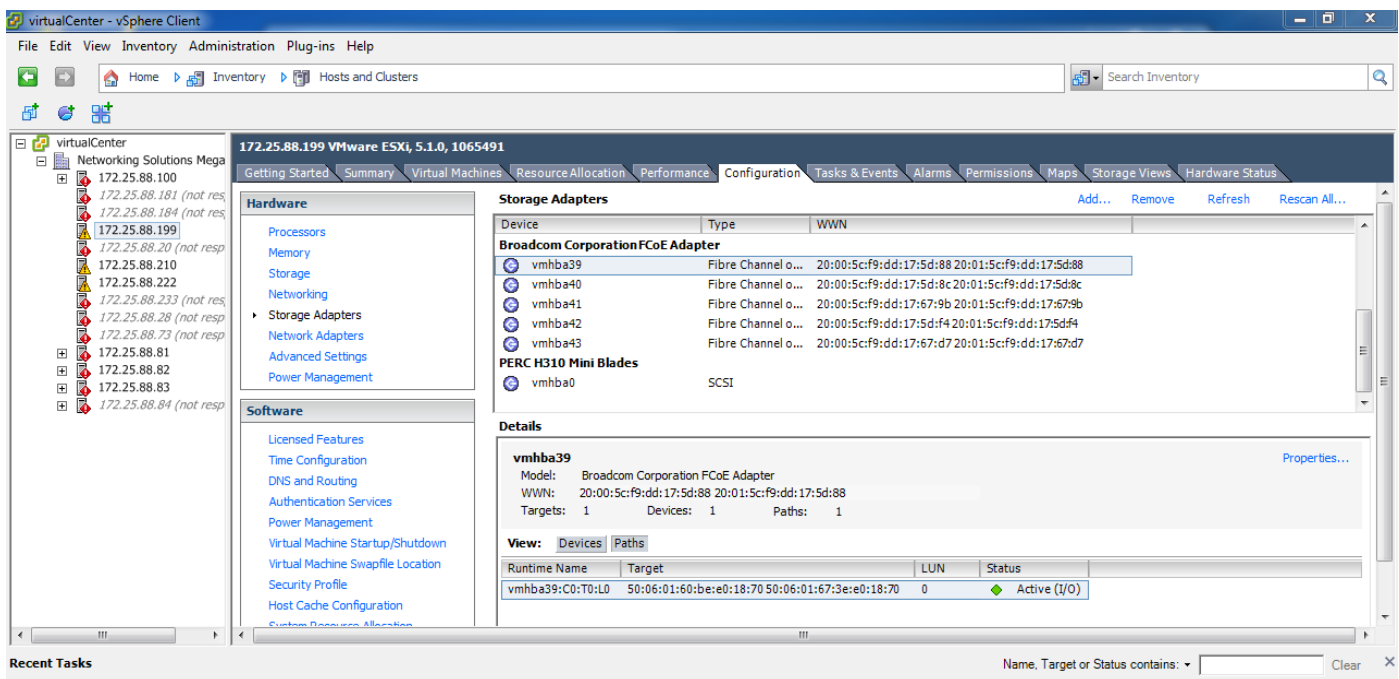 virtualCenter - vSphere Client
File Edit View Inventory Administration Plug-ins Help
Home Inventory Hosts and Clusters
Search Inventory
virtualCenter
Networking Solutions Mega
172.25.88.100
172.25.88.181 (not res
172.25.88.184 (not res
172.25.88.199
172.25.88.20 (not resp
172.25.88.210
172.25.88.222
172.25.88.233 (not res
172.25.88.28 (not resp
172.25.88.73 (not resp
172.25.88.81
172.25.88.82
172.25.88.83
172.25.88.84 (not resp
172.25.88.199 VMware ESXi, 5.1.0, 1065491
Getting Started Summary Virtual Machines Resource Allocation Performance Configuration Tasks & Events Alarms Permissions Maps Storage Views Hardware Status
Hardware
Processors
Memory
Storage
Networking
Storage Adapters
Network Adapters
Advanced Settings
Power Management
Software
Licensed Features
Time Configuration
DNS and Routing
Authentication Services
Power Management
Virtual Machine Startup/Shutdown
Virtual Machine Swapfile Location
Security Profile
Host Cache Configuration
System Resource Allocation
Storage Adapters Add... Remove Refresh Rescan All...
Device Type WWN
Broadcom Corporation FCoE Adapter
vmhba39 Fibre Channel o... 20:00:5c:f9:dd:17:5d:88 20:01:5c:f9:dd:17:5d:88
vmhba40 Fibre Channel o... 20:00:5c:f9:dd:17:5d:8c 20:01:5c:f9:dd:17:5d:8c
vmhba41 Fibre Channel o... 20:00:5c:f9:dd:17:67:9b 20:01:5c:f9:dd:17:67:9b
vmhba42 Fibre Channel o... 20:00:5c:f9:dd:17:5d:f4 20:01:5c:f9:dd:17:5d:f4
vmhba43 Fibre Channel o... 20:00:5c:f9:dd:17:67:d7 20:01:5c:f9:dd:17:67:d7
PERC H310 Mini Blades
vmhba0 SCSI
Details
vmhba39 Properties...
Model: Broadcom Corporation FCoE Adapter
WWN: 20:00:5c:f9:dd:17:5d:88 20:01:5c:f9:dd:17:5d:88
Targets: 1 Devices: 1 Paths: 1
View: Devices Paths
Runtime Name Target LUN Status
vmhba39:C0:T0:L0 50:06:01:60:be:e0:18:70 50:06:01:67:3e:e0:18:70 0 Active (I/O)
Recent Tasks
Name, Target or Status contains: Clear